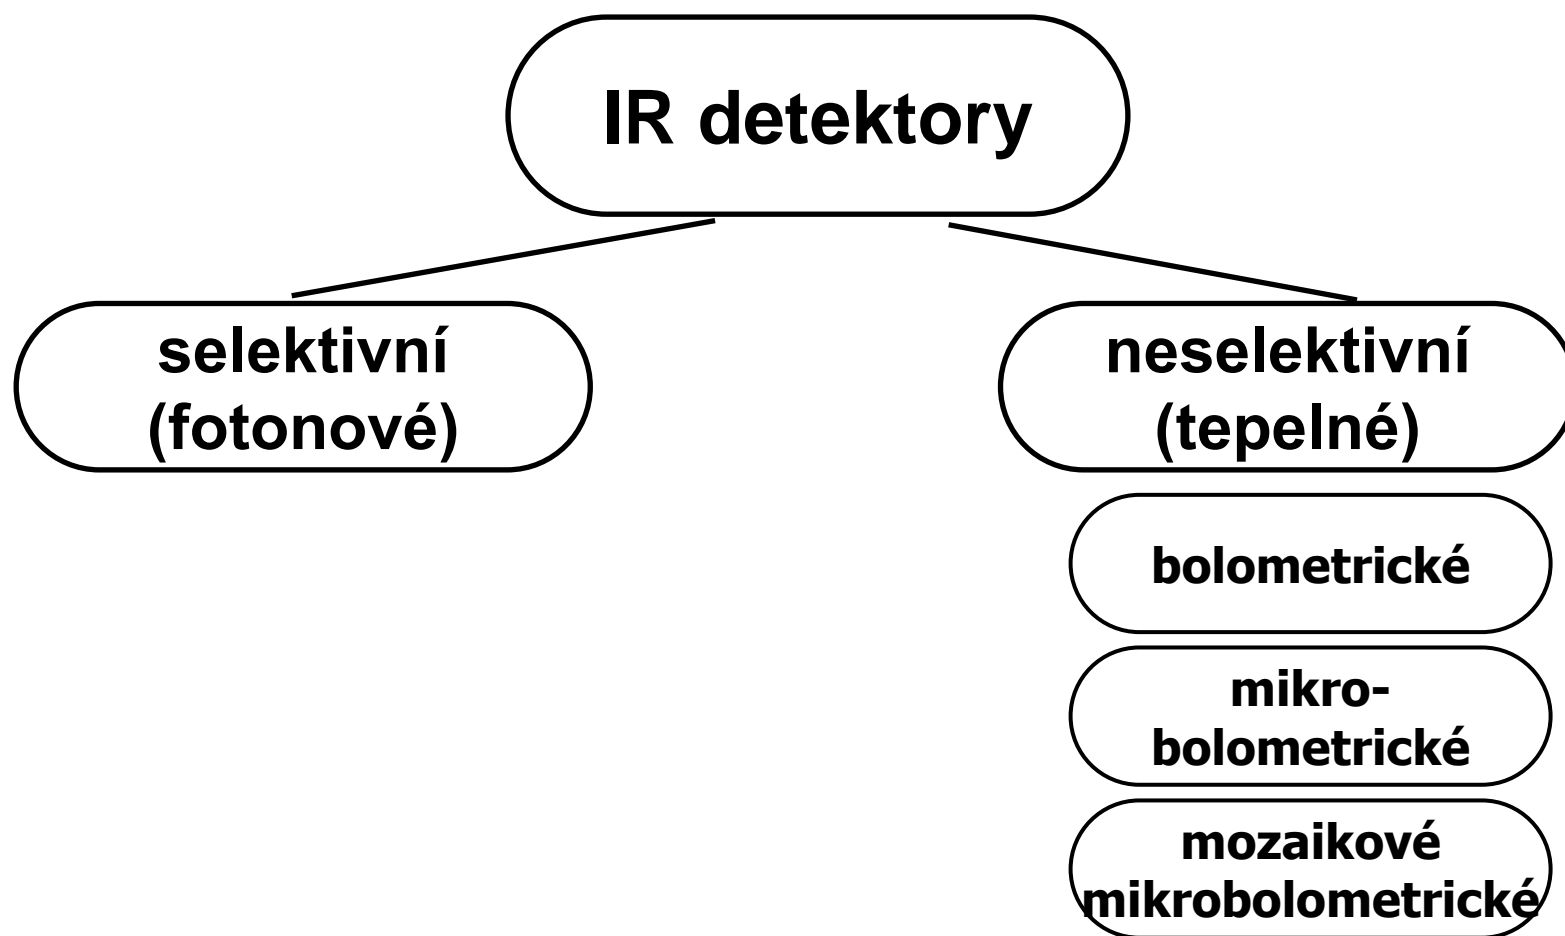 IR detektory
selektivní
(fotonové)
neselektivní
(tepelné)
bolometrické
mikro-
bolometrické
mozaikové
mikrobolometrické